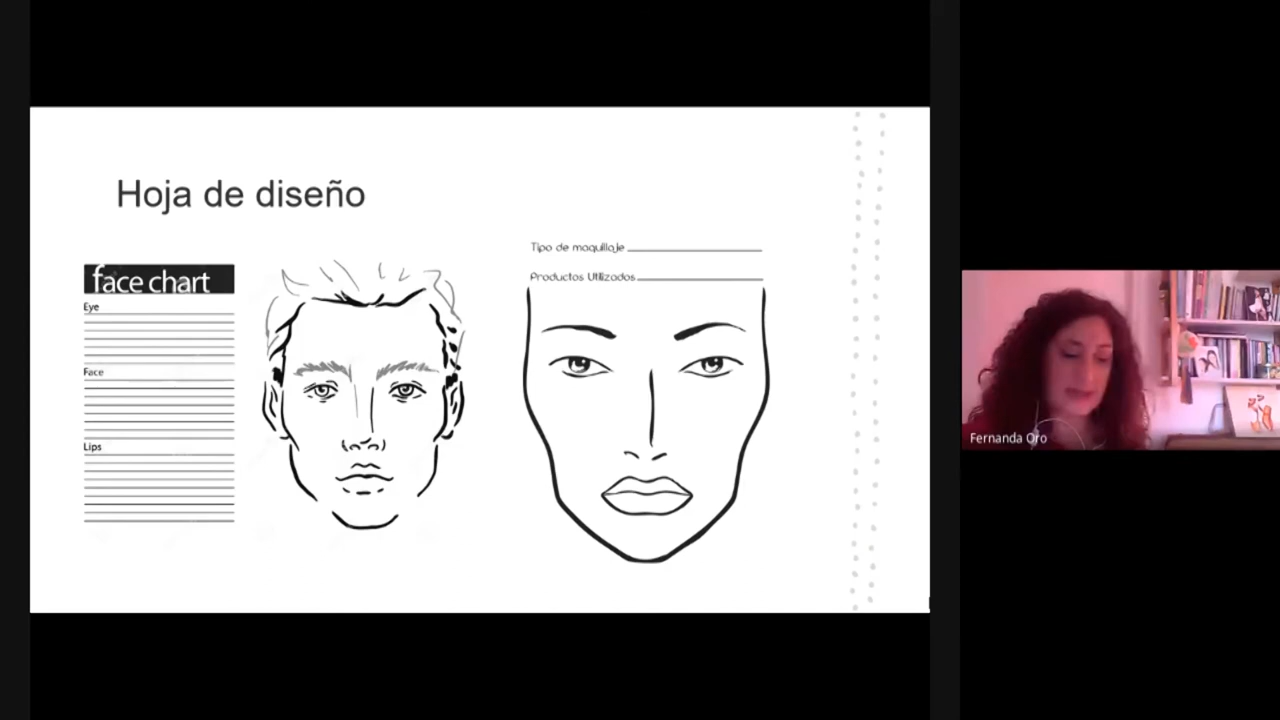 Hoja de diseño
face chart
Eye
Face
Lips
Tipo de maquillaje
Productos Utilizados
Fernanda Oro